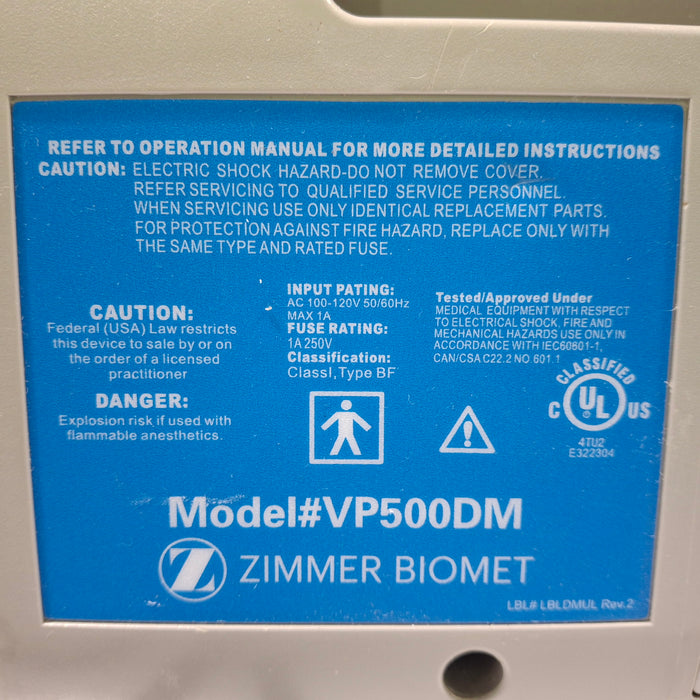 REFER TO OPERATION MANUAL FOR MORE DETAILED INSTRUCTIONS
CAUTION: ELECTRIC SHOCK HAZARD-DO NOT REMOVE COVER.
REFER SERVICING TO QUALIFIED SERVICE PERSONNEL.
WHEN SERVICING USE ONLY IDENTICAL REPLACEMENT PARTS.
FOR PROTECTION AGAINST FIRE HAZARD, REPLACE ONLY WITH
THE SAME TYPE AND RATED FUSE.
CAUTION:
Federal (USA) Law restricts
this device to sale by or on
the order of a licensed
practitioner
DANGER:
Explosion risk if used with
flammable anesthetics.
INPUT PATING:
AC 100-120V 50/60Hz
MAX 1A
FUSE RATING:
1A 250V
Classification:
ClassI, Type BF
Tested/Approved Under
MEDICAL EQUIPMENT WITH RESPECT
TO ELECTRICAL SHOCK, FIRE AND
MECHANICAL HAZARDS USE ONLY IN
ACCORDANCE WITH IEC60601-1,
CAN/CSA C22.2 NO.601.1
CLASSIFIED
C UL US
4TU2
E322304
Model#VP500DM
Z ZIMMER BIOMET
LBL# LBLDMUL Rev.2